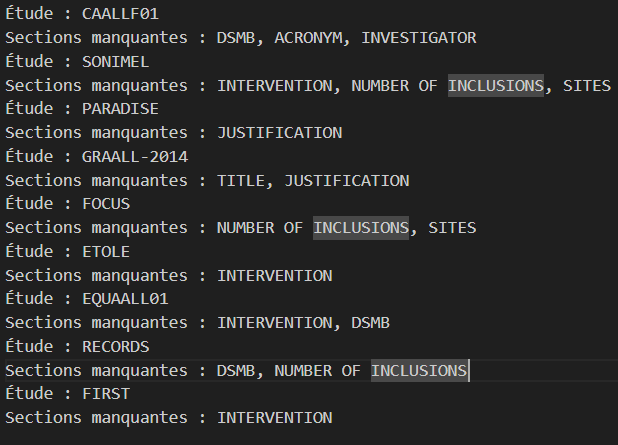 Étude : CAALLF01
Sections manquantes : DSMB, ACRONYM, INVESTIGATOR
Étude : SONIMEL
Sections manquantes : INTERVENTION, NUMBER OF INCLUSIONS, SITES
Étude : PARADISE
Sections manquantes : JUSTIFICATION
Étude : GRAALL-2014
Sections manquantes : TITLE, JUSTIFICATION
Étude : FOCUS
Sections manquantes : NUMBER OF INCLUSIONS, SITES
Étude : ETOLE
Sections manquantes : INTERVENTION
Étude : EQUAALL01
Sections manquantes : INTERVENTION, DSMB
Étude : RECORDS
Sections manquantes : DSMB, NUMBER OF INCLUSIONS
Étude : FIRST
Sections manquantes : INTERVENTION